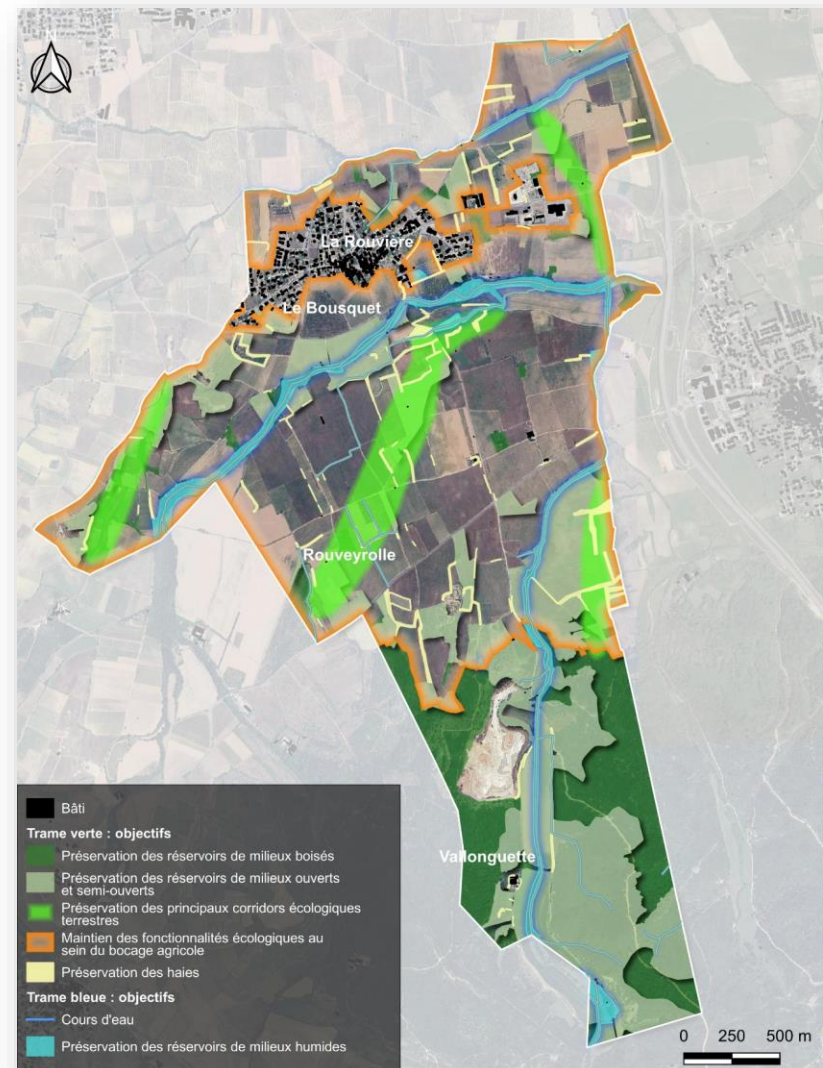 N
La Rouvière
Le Bousquet
Rouveyrolle
Vallonguette
Bâti
Trame verte : objectifs
Préservation des réservoirs de milieux boisés
Préservation des réservoirs de milieux ouverts
et semi-ouverts
Préservation des principaux corridors écologiques
terrestres
Maintien des fonctionnalités écologiques au
sein du bocage agricole
Préservation des haies
Trame bleue : objectifs
Cours d'eau
Préservation des réservoirs de milieux humides
0 250 500 m